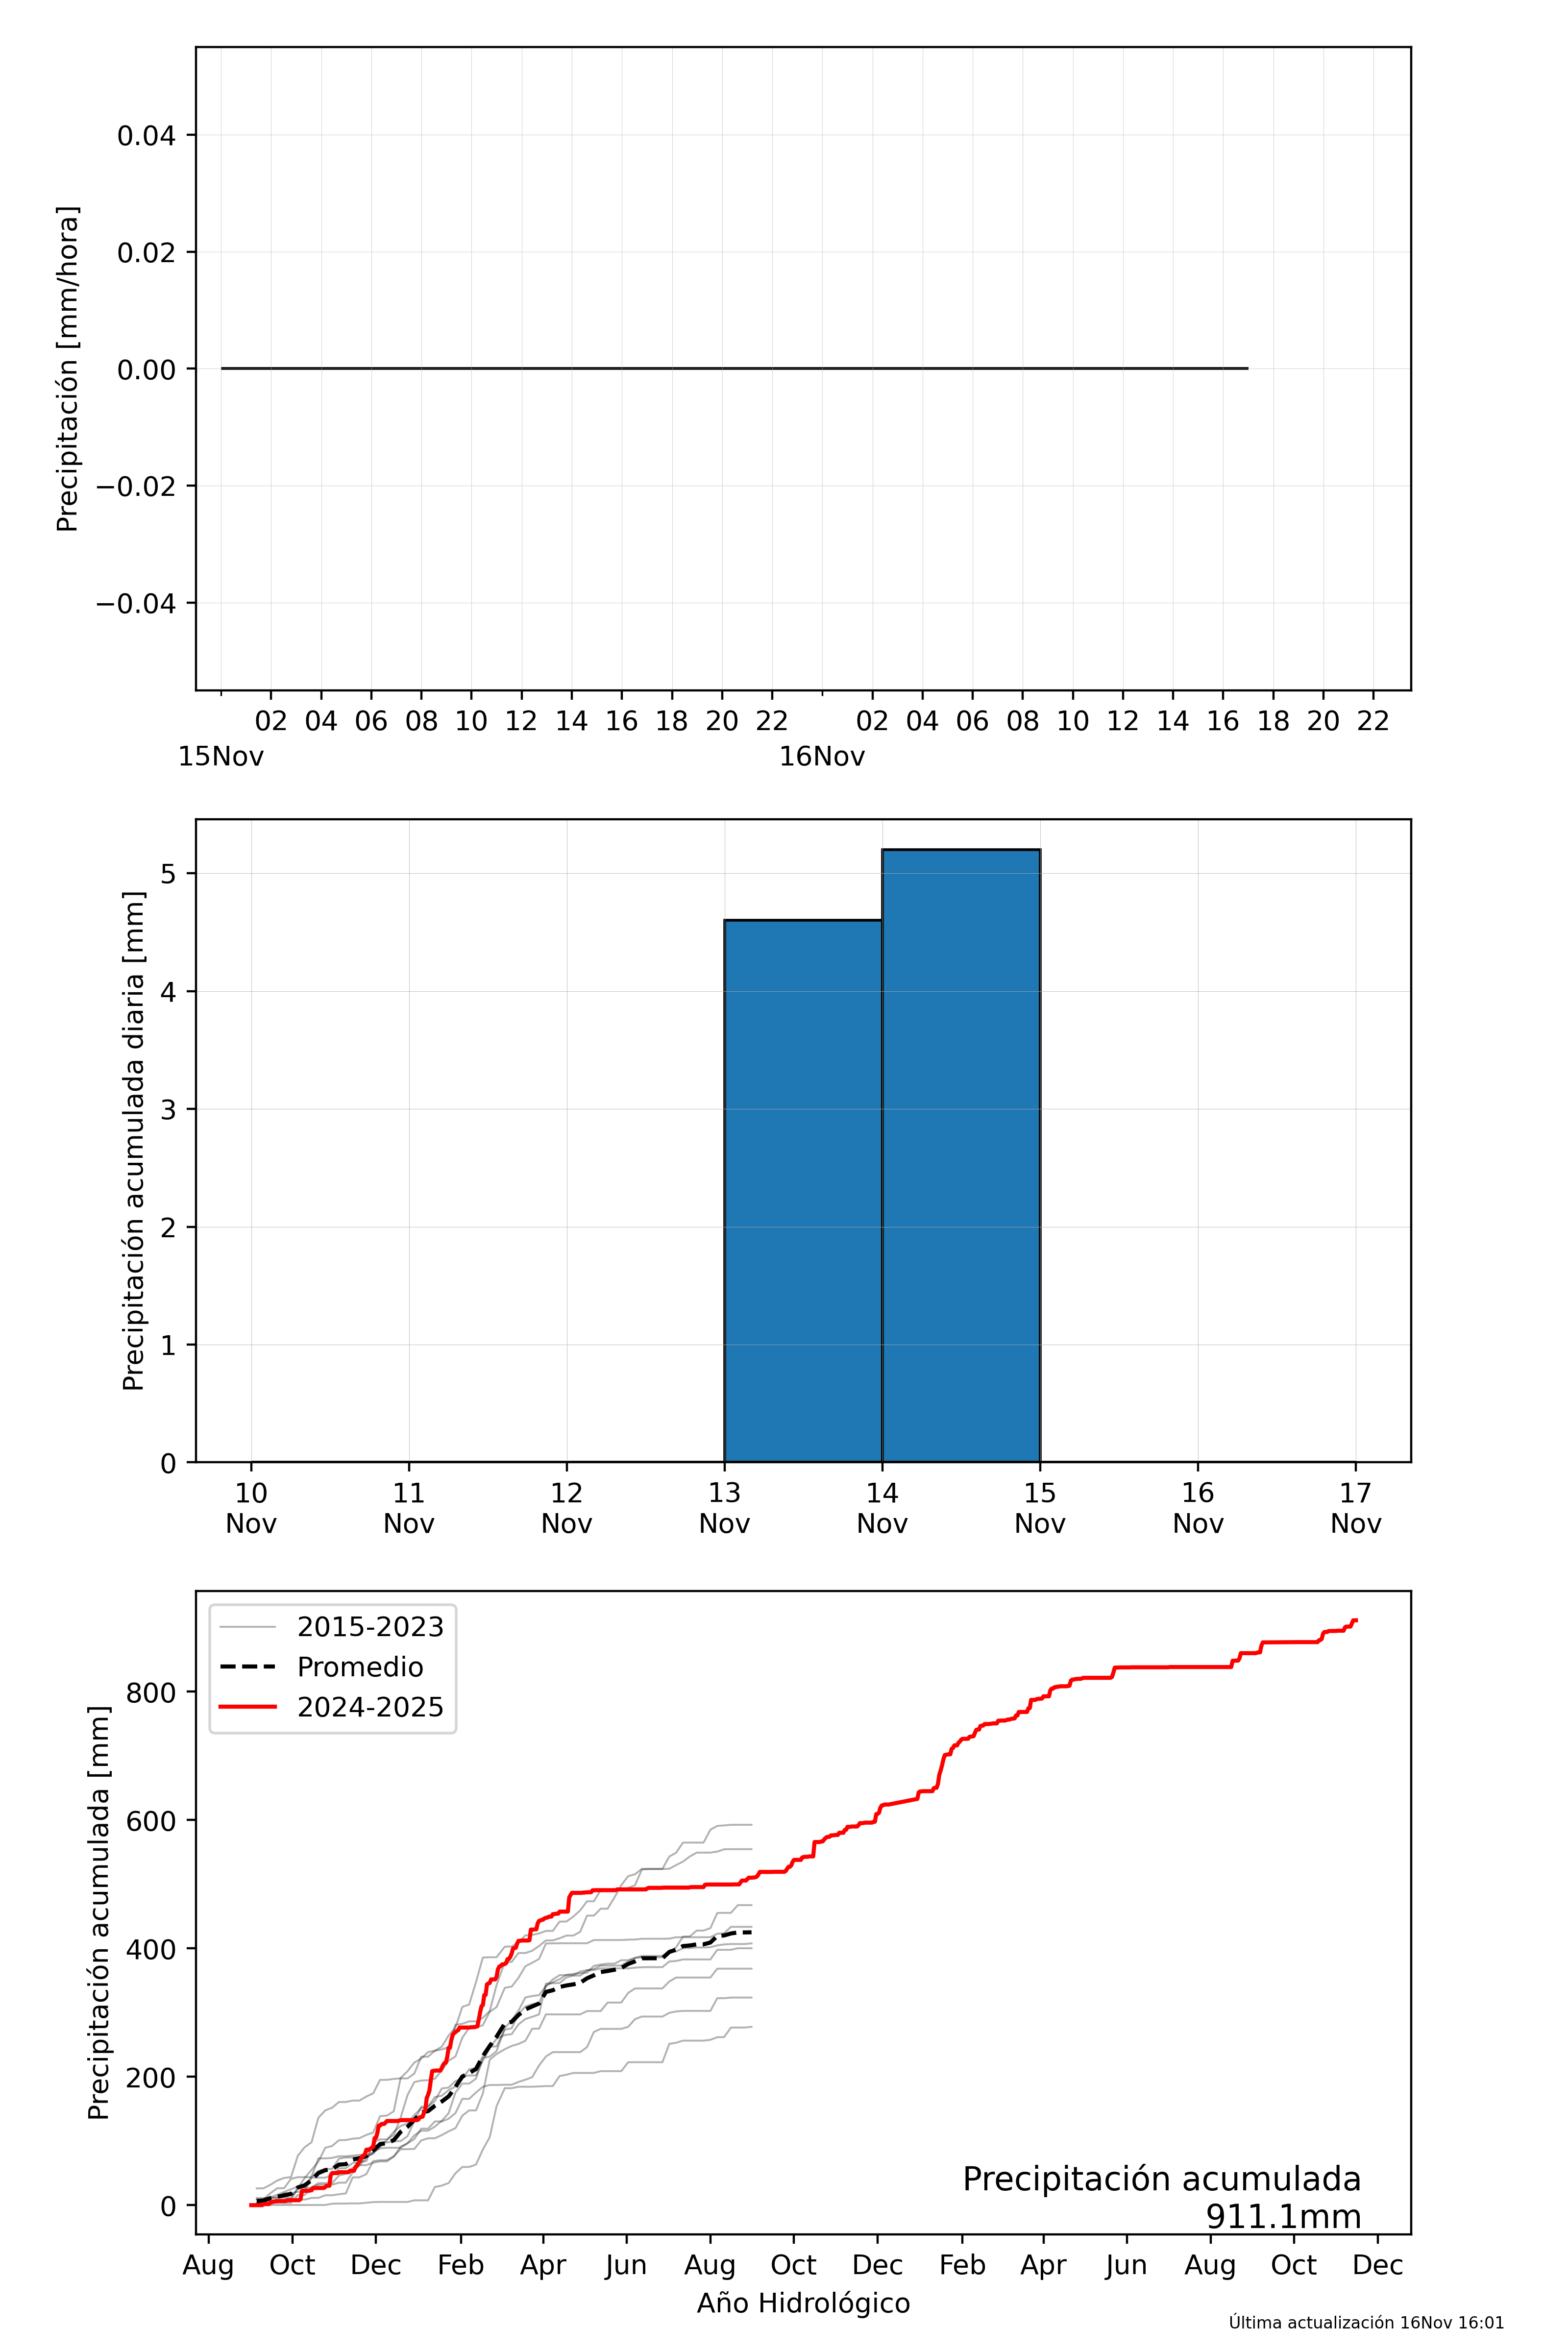 Precipitación [mm/hora]
0.04
0.02
0.00
−0.02
−0.04
02 04 06 08 10 12 14 16 18 20 22 02 04 06 08 10 12 14 16 18 20 22
15Nov 16Nov
Precipitación acumulada diaria [mm]
5
4
3
2
1
0
10 11 12 13 14 15 16 17
Nov Nov Nov Nov Nov Nov Nov Nov
Precipitación acumulada [mm]
2015-2023
Promedio
2024-2025
800
600
400
200
0
Precipitación acumulada
911.1mm
Aug Oct Dec Feb Apr Jun Aug Oct Dec Feb Apr Jun Aug Oct Dec
Año Hidrológico
Última actualización 16Nov 16:01